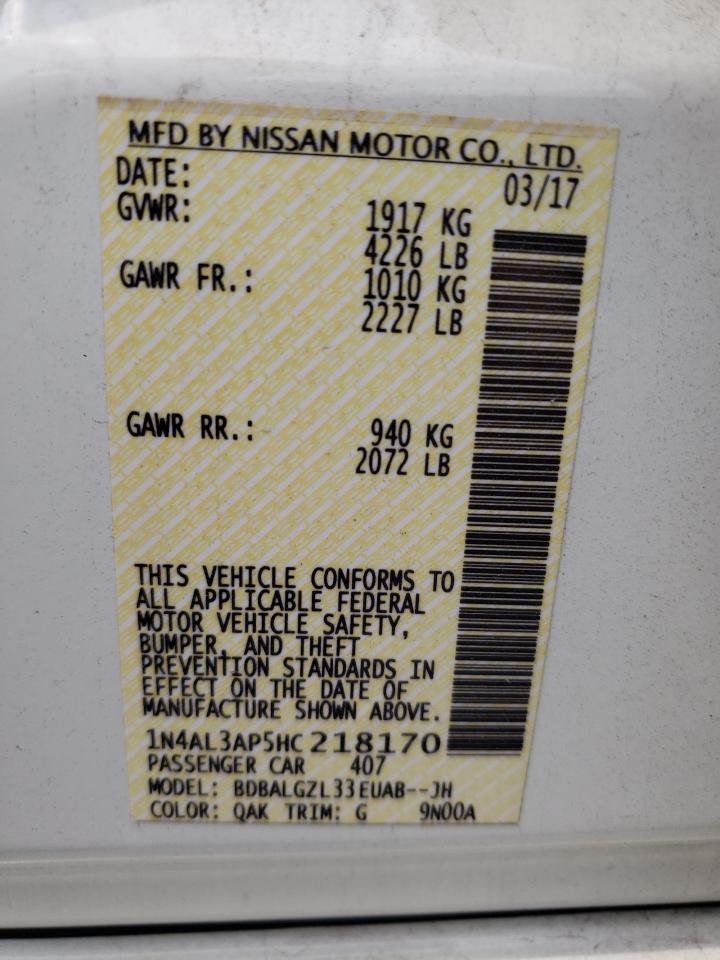 MFD BY NISSAN MOTOR CO., LTD.
DATE: 03/17
GVWR: 1917 KG
4226 LB
GAWR FR.: 1010 KG
2227 LB
GAWR RR.: 940 KG
2072 LB
THIS VEHICLE CONFORMS TO
ALL APPLICABLE FEDERAL
MOTOR VEHICLE SAFETY,
BUMPER, AND THEFT
PREVENTION STANDARDS IN
EFFECT ON THE DATE OF
MANUFACTURE SHOWN ABOVE.
1N4AL3AP5HC218170
PASSENGER CAR 407
MODEL: BDBALGZL33EUAB--JH
COLOR: QAK TRIM: G 9N00A